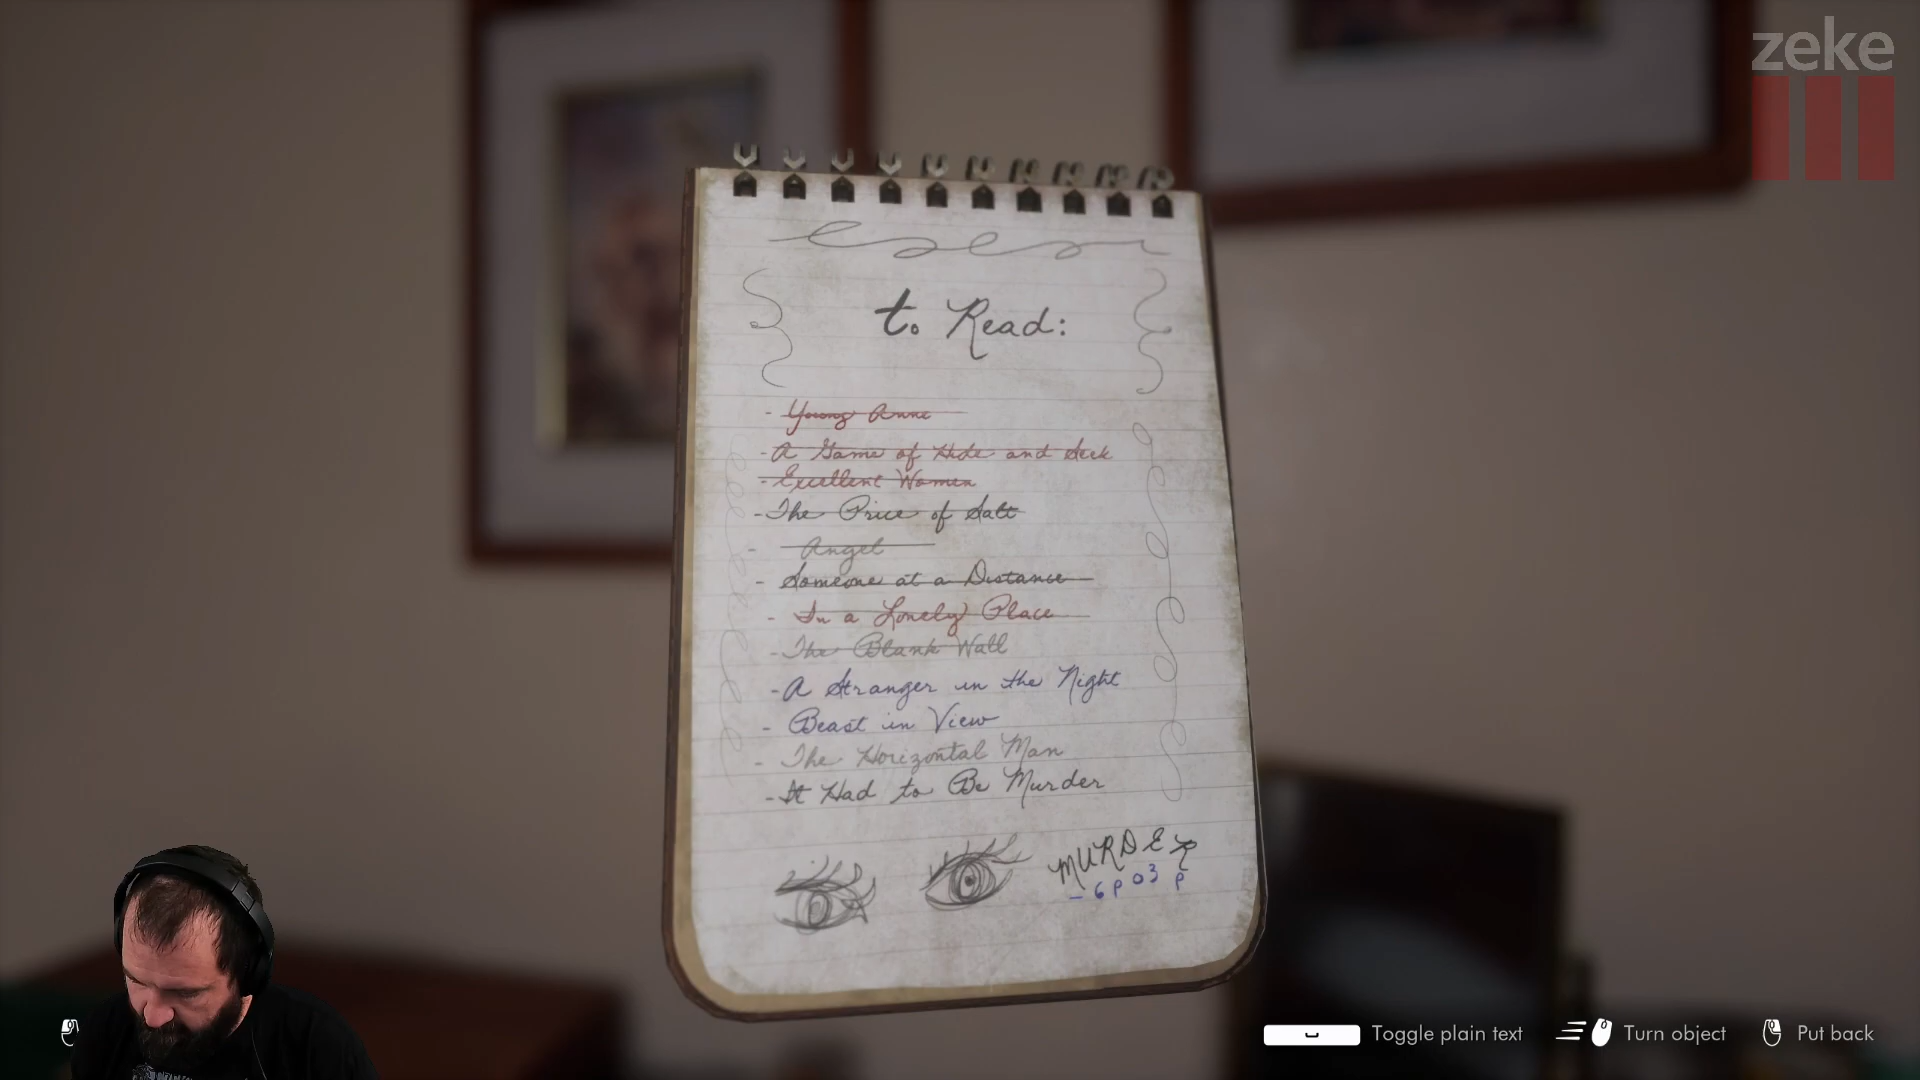 zeke
to Read:
- Young Anne
- A Game of Hide and Seek
- Excellent Women
- The Price of Salt
- Angel
- Someone at a Distance
- In a Lonely Place
- The Blank Wall
- A Stranger in the Night
- Beast in View
- The Horizontal Man
- It Had to Be Murder
MURDER
- 6 P 03 P
Toggle plain text
Turn object
Put back